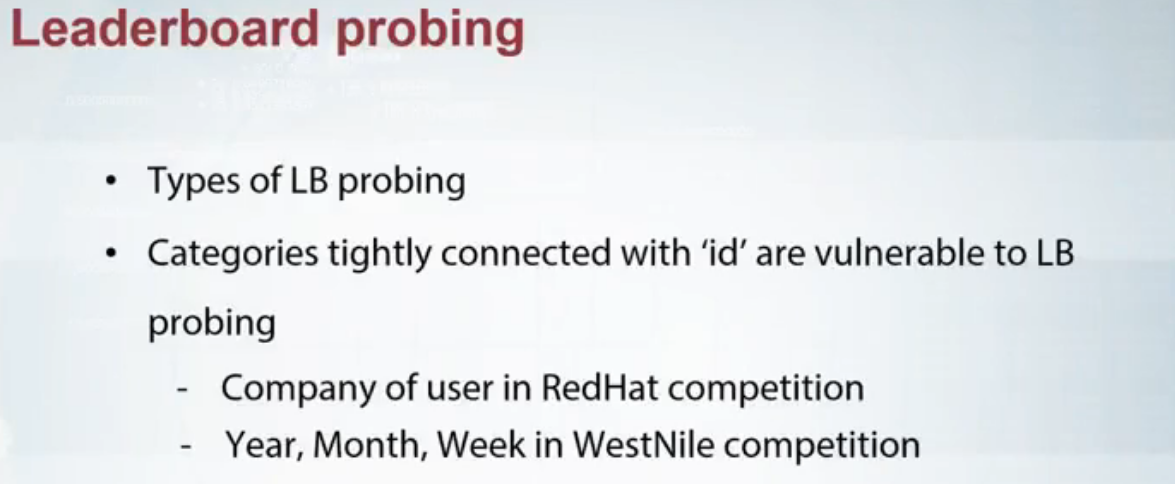 Leaderboard probing
• Types of LB probing
• Categories tightly connected with ‘id’ are vulnerable to LB
probing
- Company of user in RedHat competition
- Year, Month, Week in WestNile competition